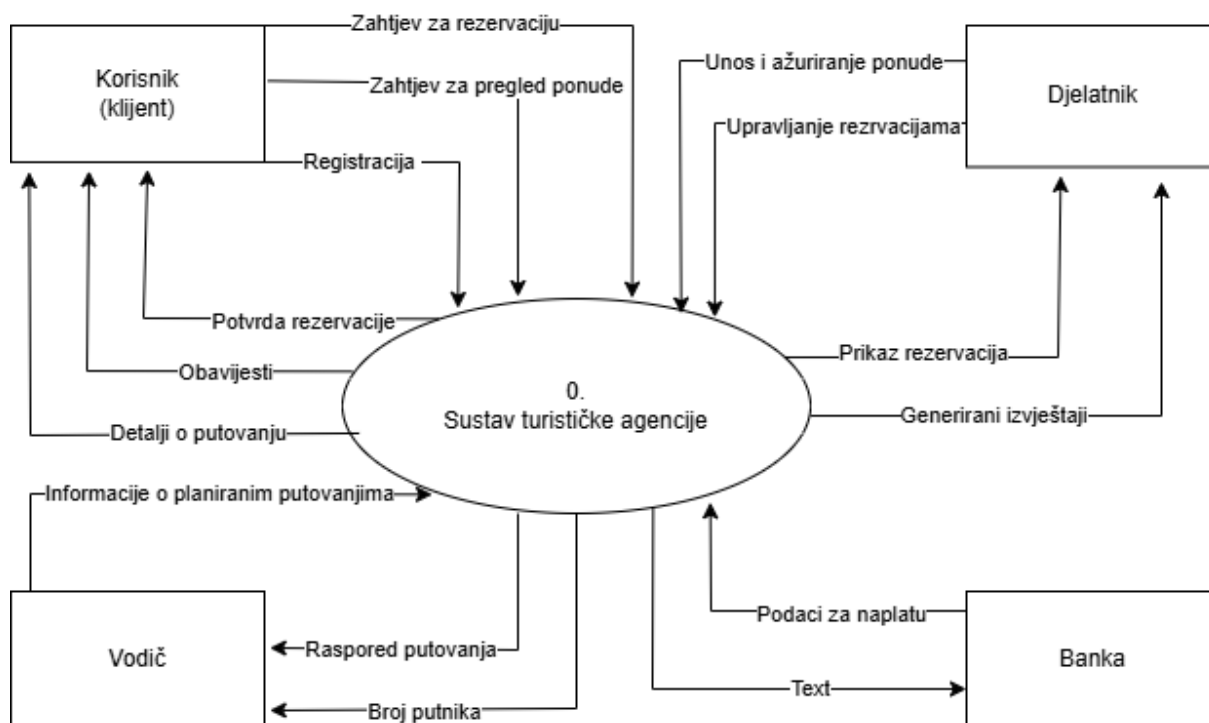 Zahtjev za rezervaciju
Korisnik
(klijent)
Zahtjev za pregled ponude
Registracija
Unos i ažuriranje ponude
Djelatnik
Upravljanje rezrvacijama
Potvrda rezervacije
Obavijesti
Detalji o putovanju
0.
Sustav turističke agencije
Prikaz rezervacija
Generirani izvještaji
Informacije o planiranim putovanjima
Vodič
Raspored putovanja
Broj putnika
Podaci za naplatu
Banka
Text